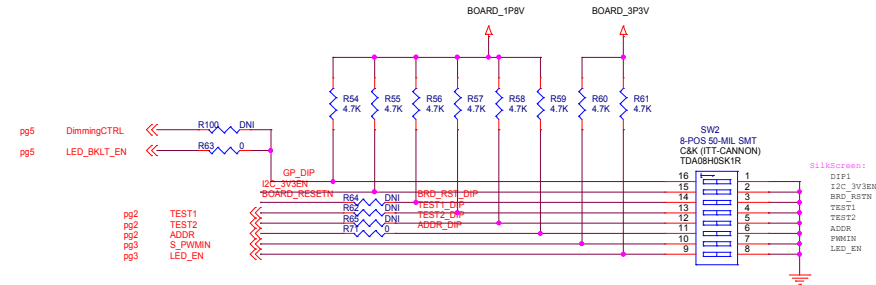 BOARD_1P8V BOARD_3P3V
R54 R55 R56 R57 R58 R59 R60 R61
4.7K 4.7K 4.7K 4.7K 4.7K 4.7K 4.7K 4.7K
pg5 DimmingCTRL R100 DNI
pg5 LED_BKLT_EN R63 0
SW2
8-POS 50-MIL SMT
C&K (ITT-CANNON)
TDA08H0SK1R
SilkScreen:
GP_DIP 16 1 DIP1
I2C_3V3EN 15 2 I2C_3V3EN
BOARD_RESETN R64 DNI BRD_RST_DIP 14 3 BRD_RSTN
pg2 TEST1 R62 DNI TEST1_DIP 13 4 TEST1
pg2 TEST2 R65 DNI TEST2_DIP 12 5 TEST2
pg2 ADDR R71 0 ADDR_DIP 11 6 ADDR
pg3 S_PWMIN 10 7 PWMIN
pg3 LED_EN 9 8 LED_EN